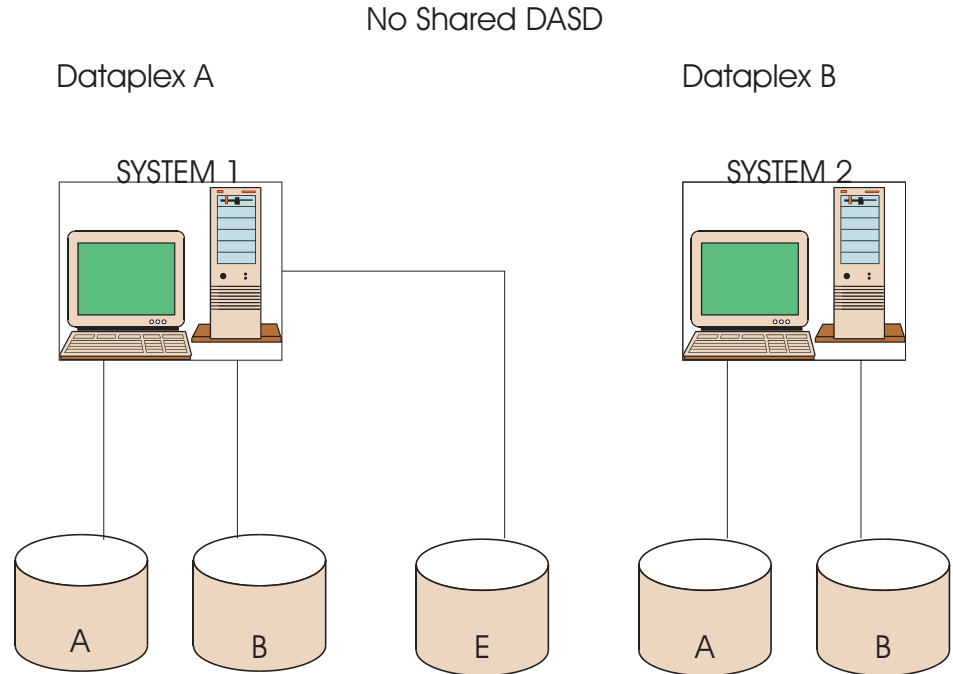 No Shared DASD
Dataplex A
Dataplex B
SYSTEM 1
SYSTEM 2
A
B
E
A
B